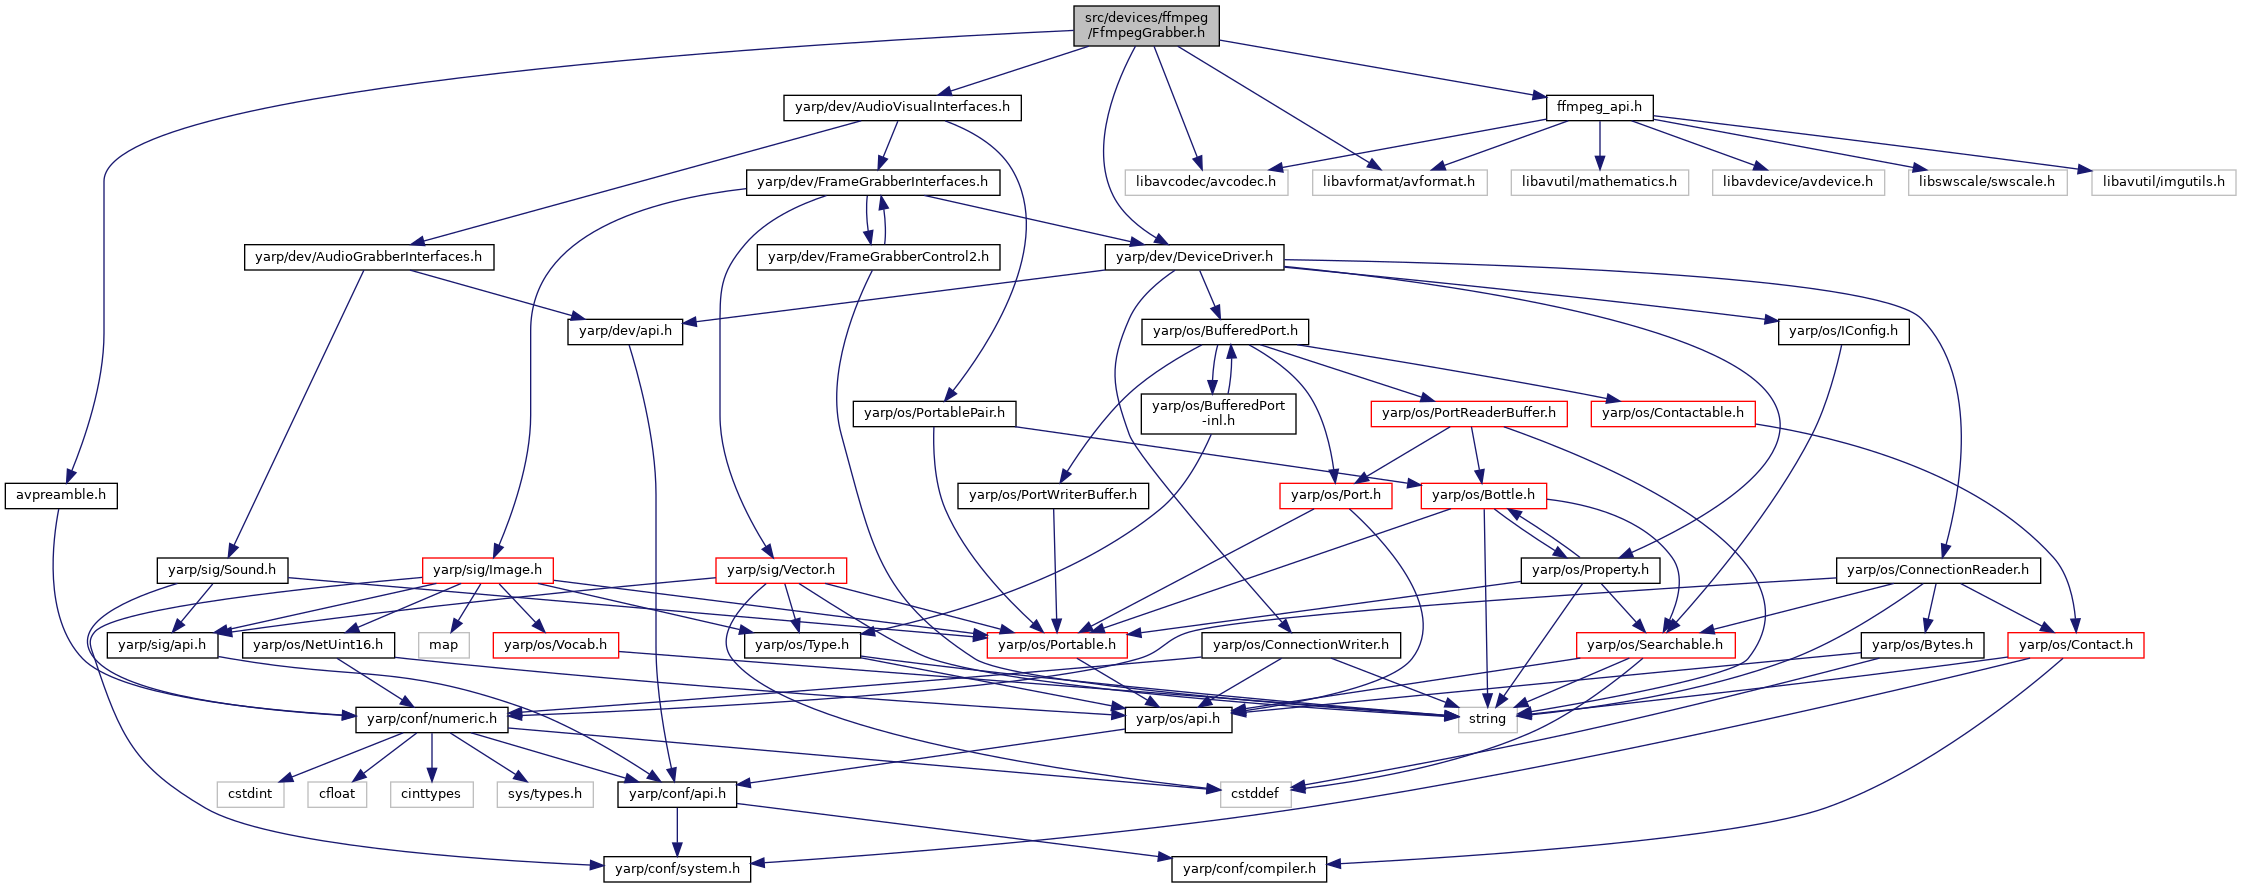 src/devices/ffmpeg
/FfmpegGrabber.h
yarp/dev/AudioVisualInterfaces.h
ffmpeg_api.h
yarp/dev/FrameGrabberInterfaces.h
libavcodec/avcodec.h
libavformat/avformat.h
libavutil/mathematics.h
libavdevice/avdevice.h
libswscale/swscale.h
libavutil/imgutils.h
yarp/dev/AudioGrabberInterfaces.h
yarp/dev/FrameGrabberControl2.h
yarp/dev/DeviceDriver.h
yarp/dev/api.h
yarp/os/BufferedPort.h
yarp/os/IConfig.h
yarp/os/PortablePair.h
yarp/os/BufferedPort
-inl.h
yarp/os/PortReaderBuffer.h
yarp/os/Contactable.h
avpreamble.h
yarp/os/PortWriterBuffer.h
yarp/os/Port.h
yarp/os/Bottle.h
yarp/sig/Sound.h
yarp/sig/Image.h
yarp/sig/Vector.h
yarp/os/Property.h
yarp/os/ConnectionReader.h
yarp/sig/api.h
yarp/os/NetUint16.h
map
yarp/os/Vocab.h
yarp/os/Type.h
yarp/os/Portable.h
yarp/os/ConnectionWriter.h
yarp/os/Searchable.h
yarp/os/Bytes.h
yarp/os/Contact.h
yarp/conf/numeric.h
yarp/os/api.h
string
cstdint
cfloat
cinttypes
sys/types.h
yarp/conf/api.h
cstddef
yarp/conf/system.h
yarp/conf/compiler.h